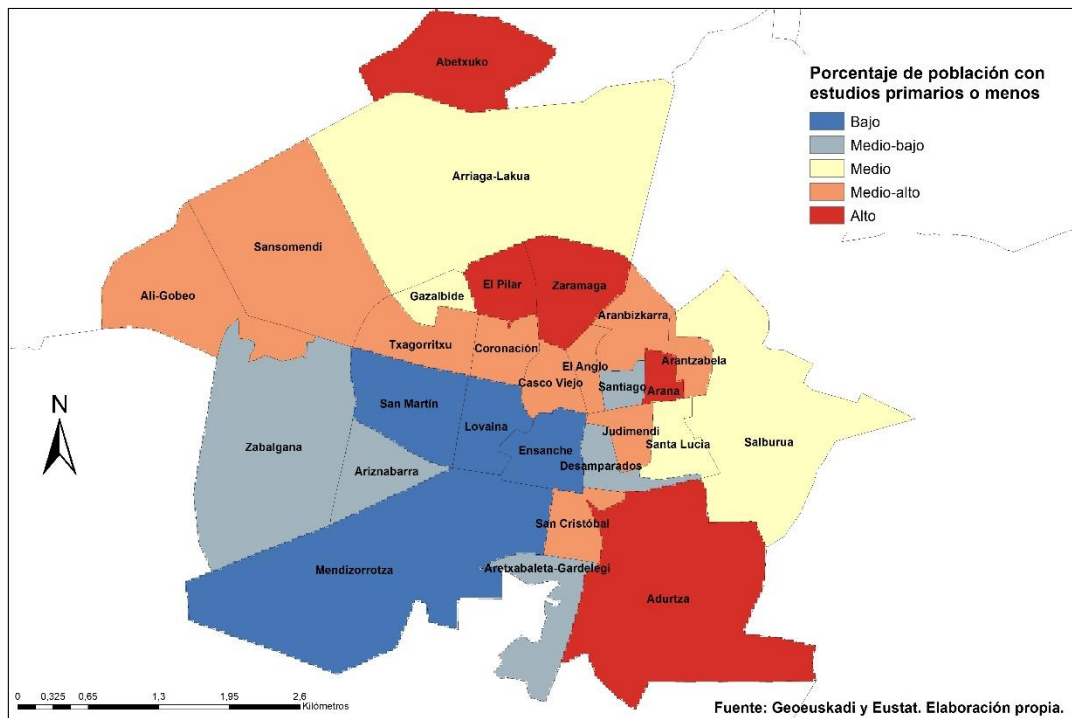 Abetxuko
Porcentaje de población con
estudios primarios o menos
Bajo
Medio-bajo
Medio
Medio-alto
Alto
Arriaga-Lakua
Sansomendi
Ali-Gobeo
Gazalbide
El Pilar
Zaramaga
Aranbizkarra
Txagorritxu
Coronación
El Anglo
Arantzabela
Casco Viejo
Santiago
Arana
San Martín
Lovaina
Judimendi
Ensanche
Santa Lucia
Salburua
Zabalgana
Ariznabarra
Desamparados
N
San Cristóbal
Mendizorrotza
Aretxabaleta-Gardelegi
Adurtza
0 0,325 0,65 1,3 1,95 2,6
Kilómetros
Fuente: Geoeuskadi y Eustat. Elaboración propia.